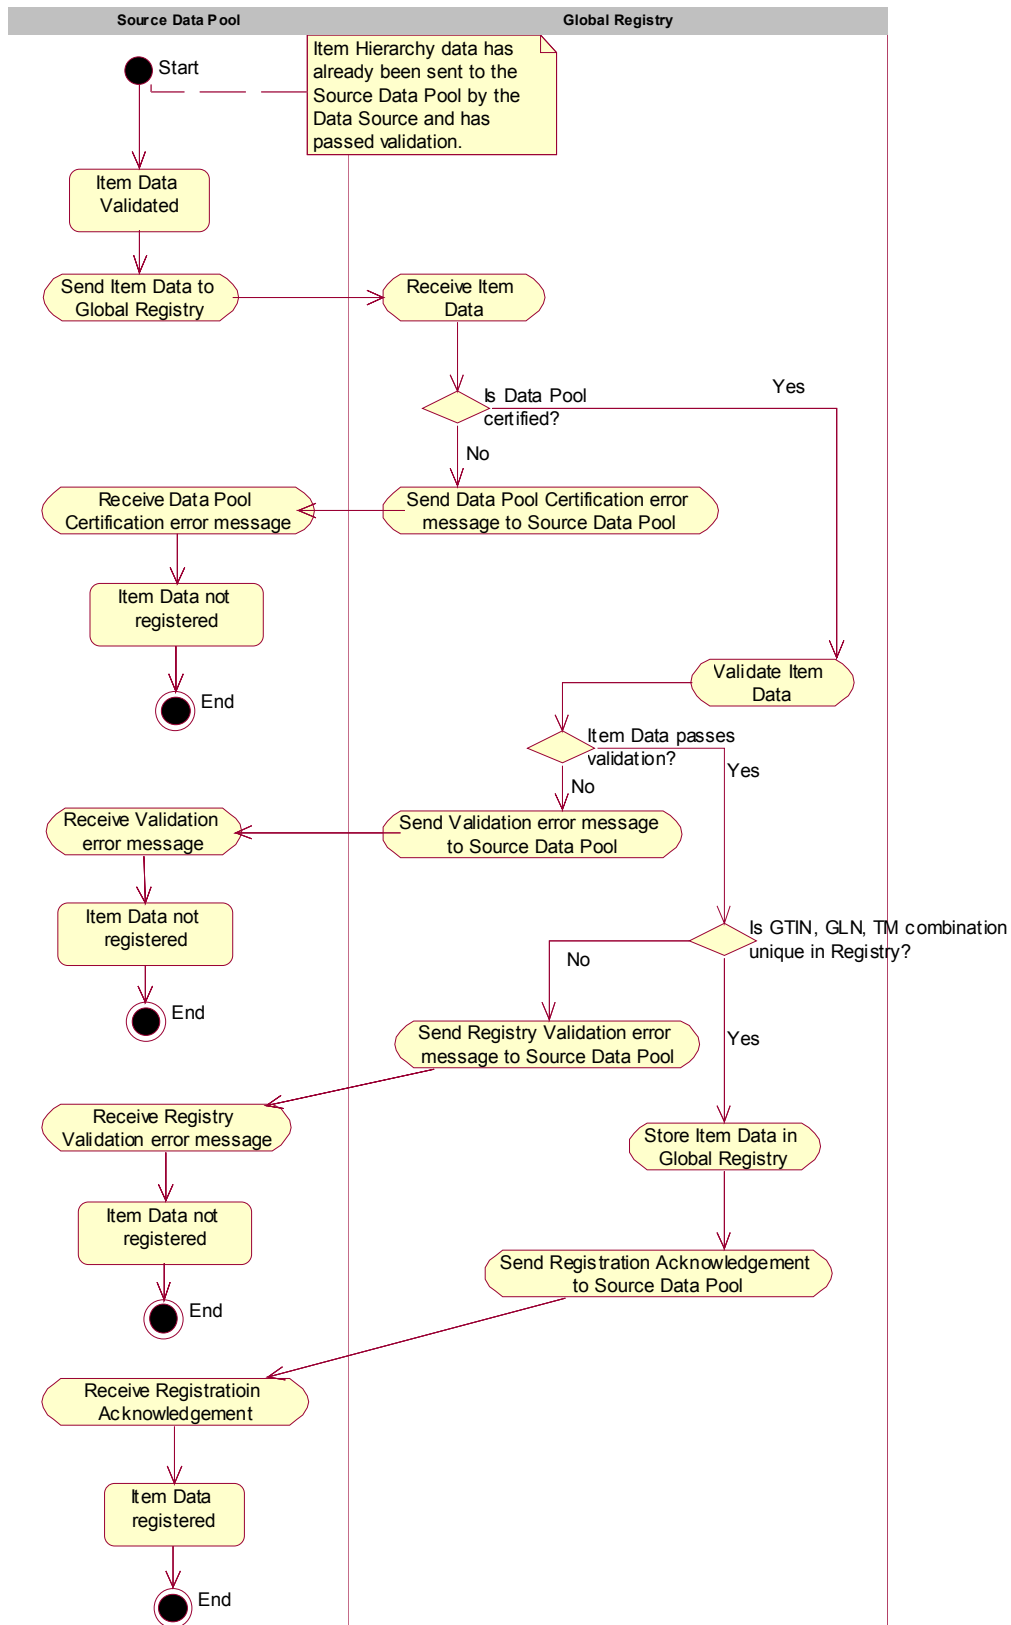 Source Data Pool
Global Registry
Start
Item Hierarchy data has
already been sent to the
Source Data Pool by the
Data Source and has
passed validation.
Item Data
Validated
Send Item Data to
Global Registry
Receive Item
Data
Is Data Pool
certified?
Yes
No
Receive Data Pool
Certification error message
Send Data Pool Certification error
message to Source Data Pool
Item Data not
registered
End
Validate Item
Data
Item Data passes
validation?
Yes
No
Receive Validation
error message
Send Validation error message
to Source Data Pool
Item Data not
registered
End
Is GTIN, GLN, TM combination
unique in Registry?
No
Yes
Send Registry Validation error
message to Source Data Pool
Receive Registry
Validation error message
Store Item Data in
Global Registry
Item Data not
registered
End
Send Registration Acknowledgement
to Source Data Pool
Receive Registratioin
Acknowledgement
Item Data
registered
End